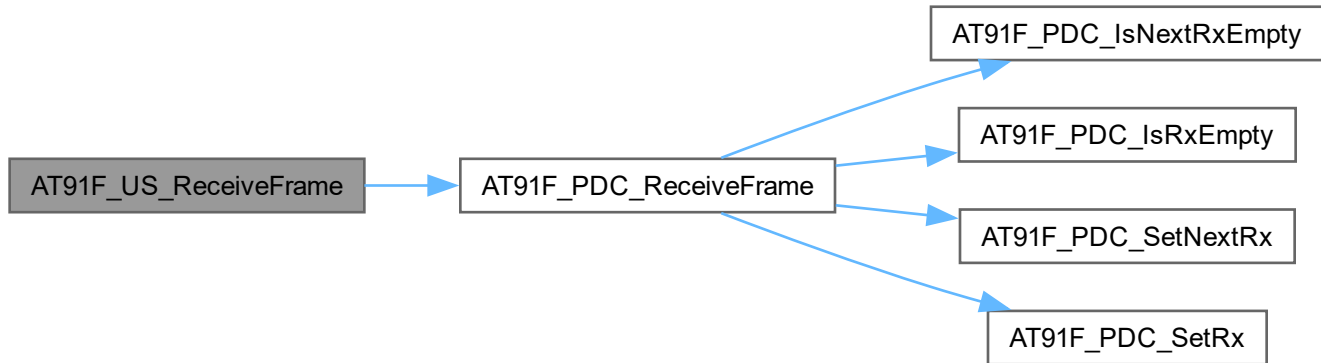 AT91F_US_ReceiveFrame
AT91F_PDC_ReceiveFrame
AT91F_PDC_IsNextRxEmpty
AT91F_PDC_IsRxEmpty
AT91F_PDC_SetNextRx
AT91F_PDC_SetRx